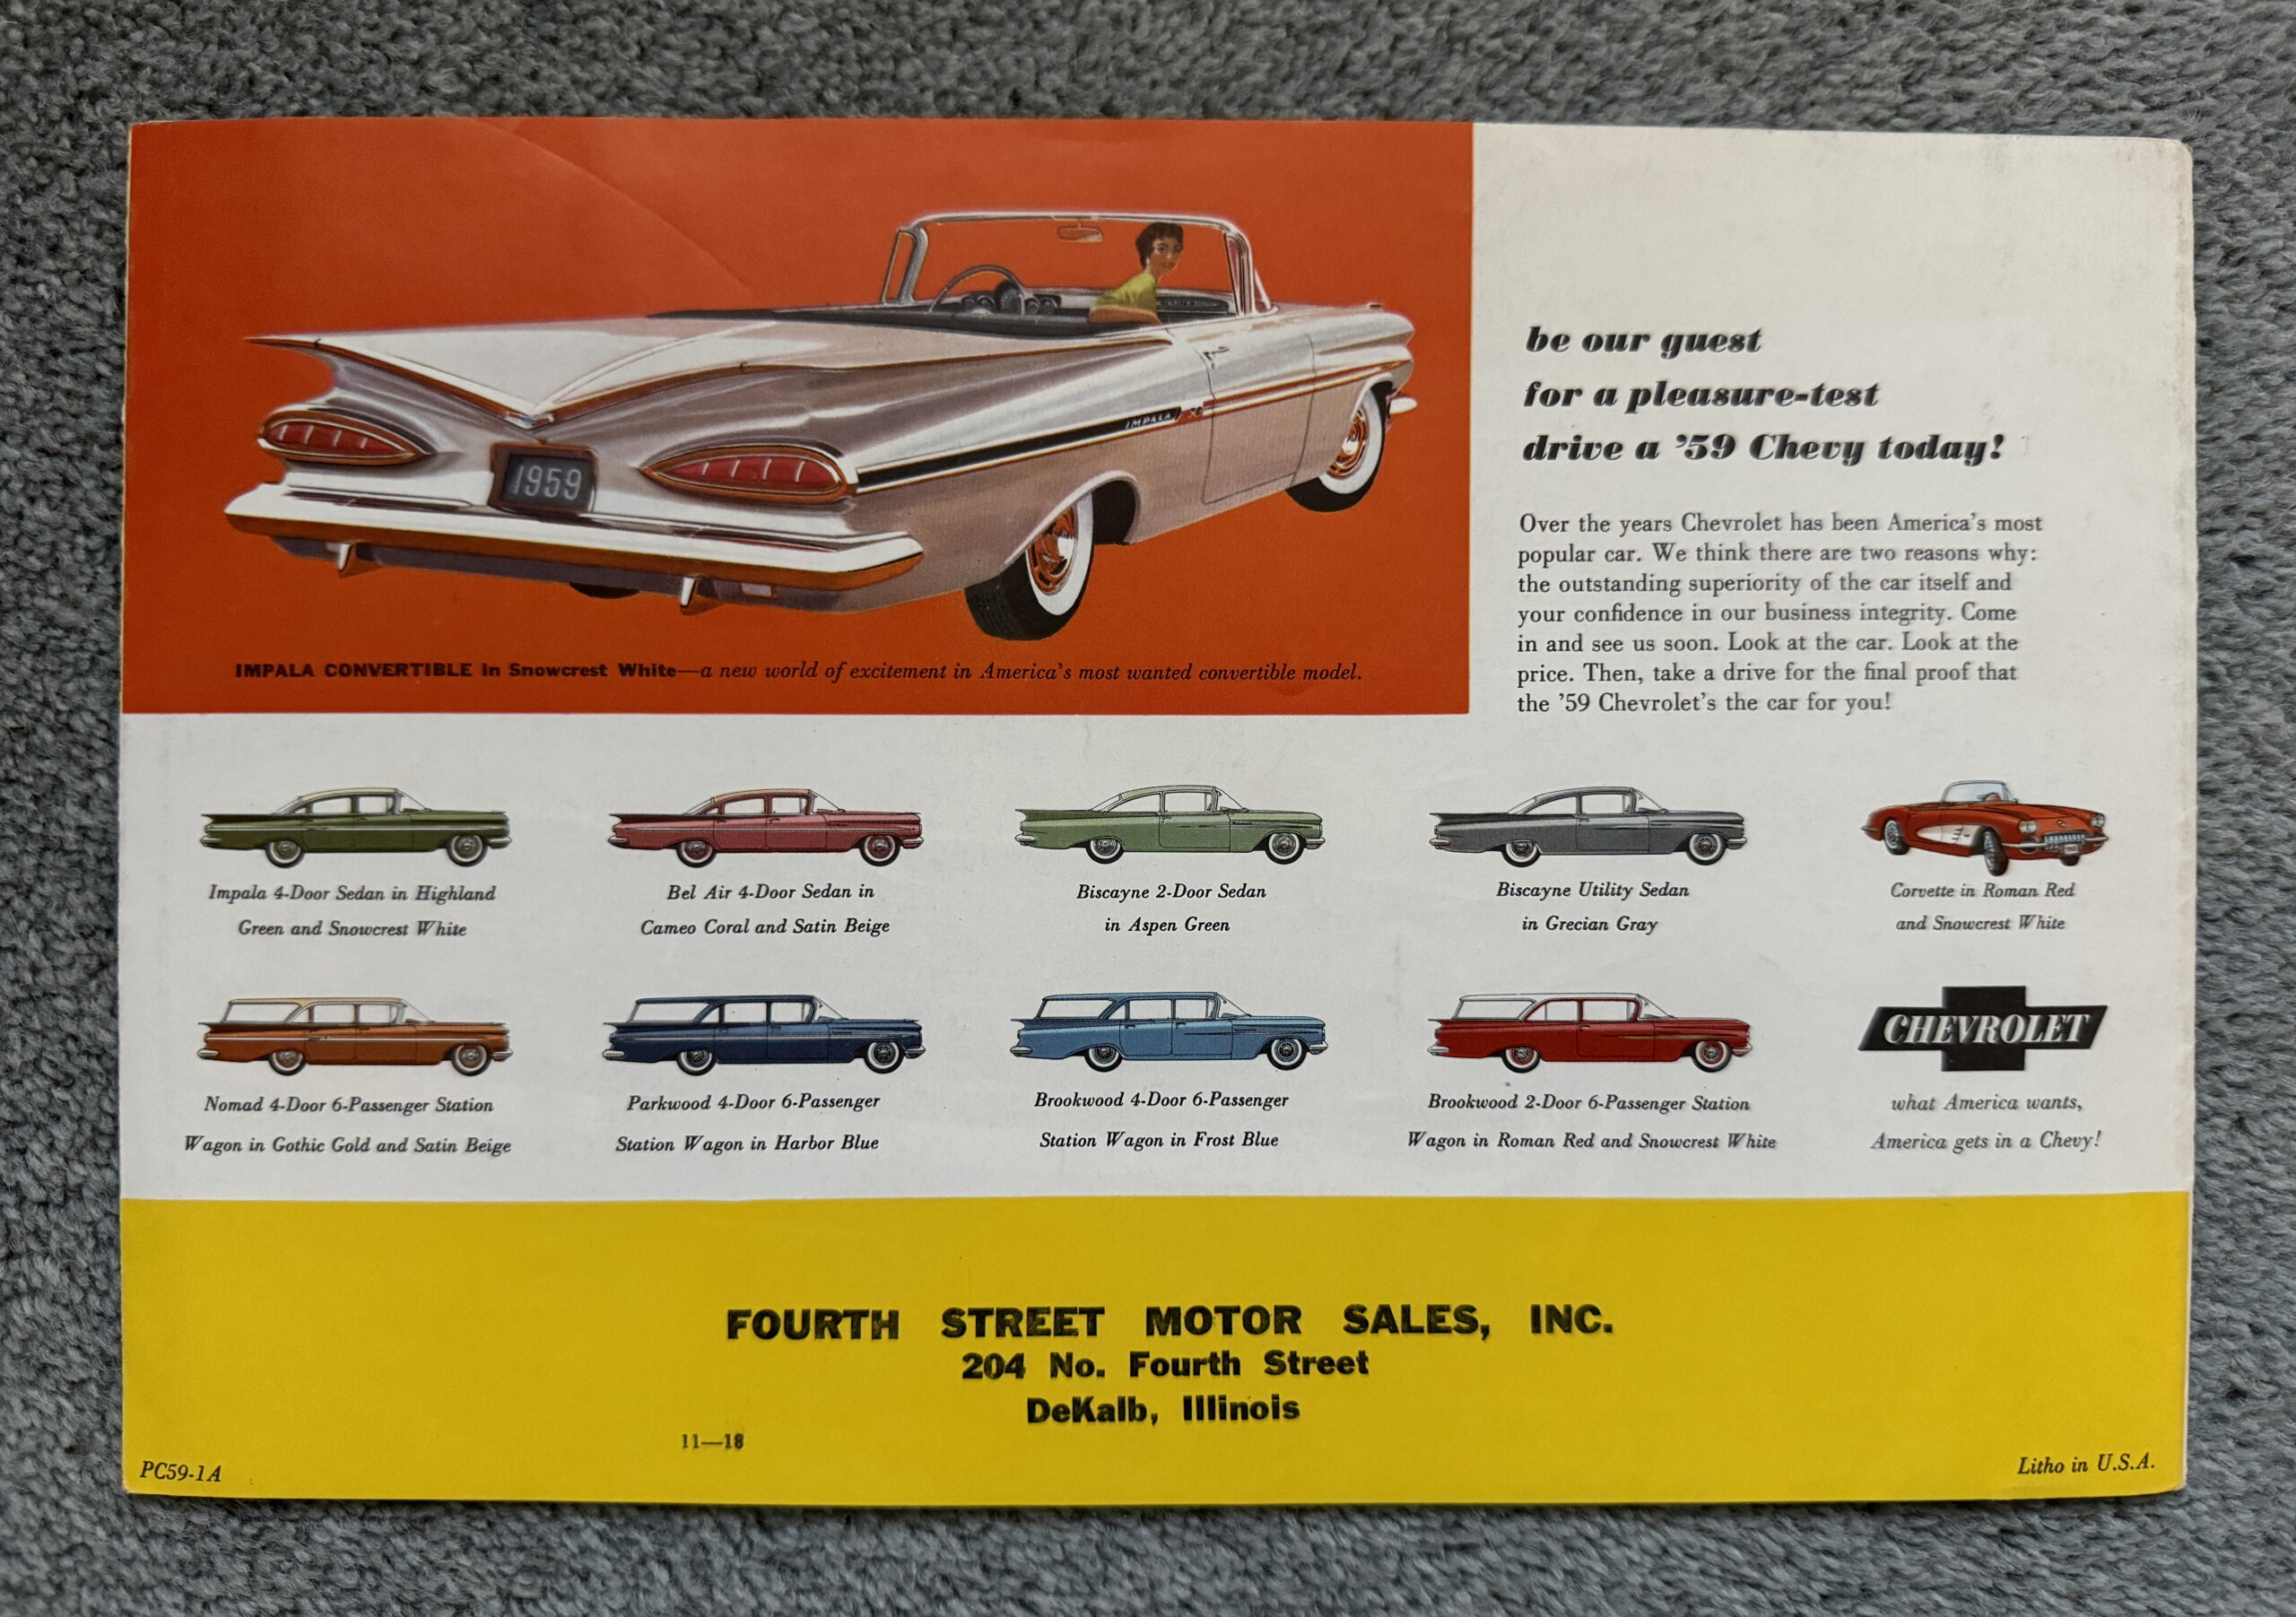 1959
IMPALA
IMPALA CONVERTIBLE in Snowcrest White—a new world of excitement in America's most wanted convertible model.
be our guest
for a pleasure-test
drive a '59 Chevy today!
Over the years Chevrolet has been America's most
popular car. We think there are two reasons why:
the outstanding superiority of the car itself and
your confidence in our business integrity. Come
in and see us soon. Look at the car. Look at the
price. Then, take a drive for the final proof that
the '59 Chevrolet's the car for you!
Impala 4-Door Sedan in Highland
Green and Snowcrest White
Bel Air 4-Door Sedan in
Cameo Coral and Satin Beige
Biscayne 2-Door Sedan
in Aspen Green
Biscayne Utility Sedan
in Grecian Gray
Corvette in Roman Red
and Snowcrest White
Nomad 4-Door 6-Passenger Station
Wagon in Gothic Gold and Satin Beige
Parkwood 4-Door 6-Passenger
Station Wagon in Harbor Blue
Brookwood 4-Door 6-Passenger
Station Wagon in Frost Blue
Brookwood 2-Door 6-Passenger Station
Wagon in Roman Red and Snowcrest White
CHEVROLET
what America wants,
America gets in a Chevy!
FOURTH STREET MOTOR SALES, INC.
204 No. Fourth Street
DeKalb, Illinois
11—18
PC59-1A
Litho in U.S.A.